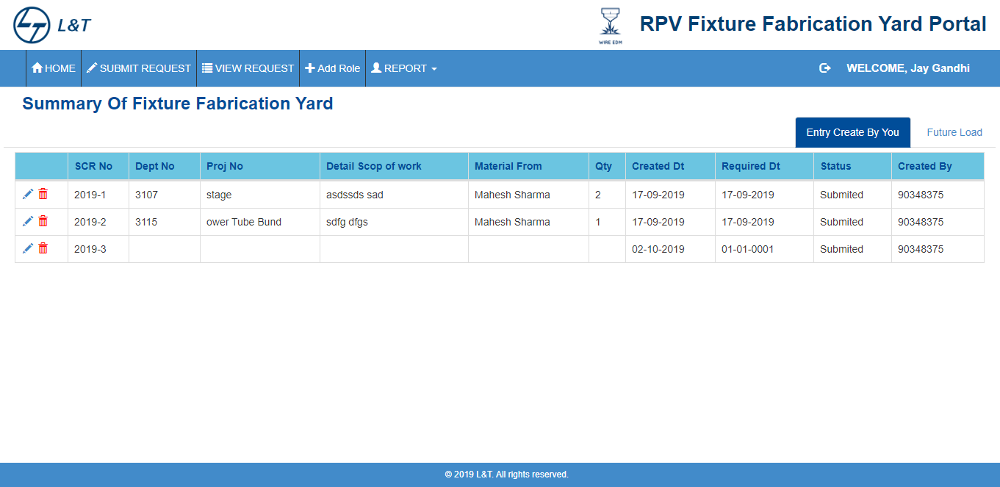 L&T
WIRE EDM
RPV Fixture Fabrication Yard Portal
HOME SUBMIT REQUEST VIEW REQUEST Add Role REPORT WELCOME, Jay Gandhi
Summary Of Fixture Fabrication Yard
Entry Create By You Future Load
SCR No Dept No Proj No Detail Scop of work Material From Qty Created Dt Required Dt Status Created By
2019-1 3107 stage asdssds sad Mahesh Sharma 2 17-09-2019 17-09-2019 Submited 90348375
2019-2 3115 ower Tube Bund sdfg dfgs Mahesh Sharma 1 17-09-2019 17-09-2019 Submited 90348375
2019-3 02-10-2019 01-01-0001 Submited 90348375
© 2019 L&T. All rights reserved.